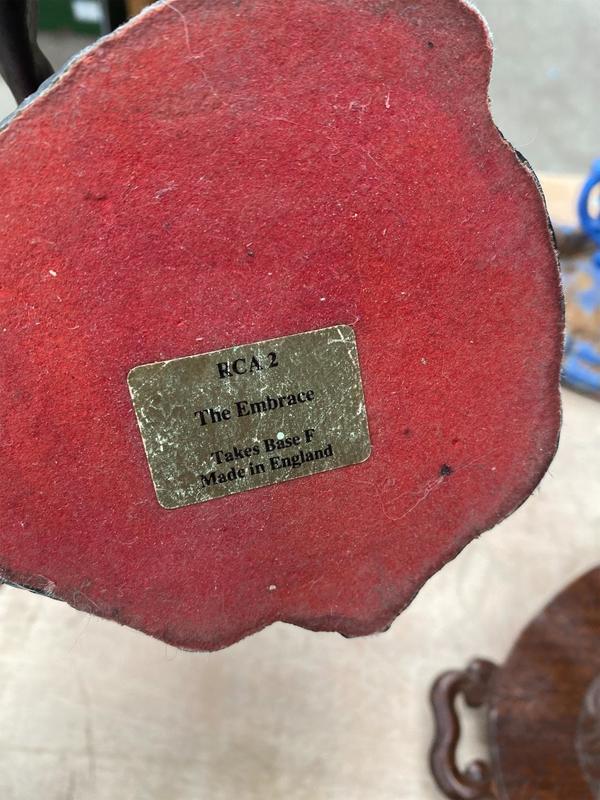 RCA 2
The Embrace
Takes Base F
Made in England